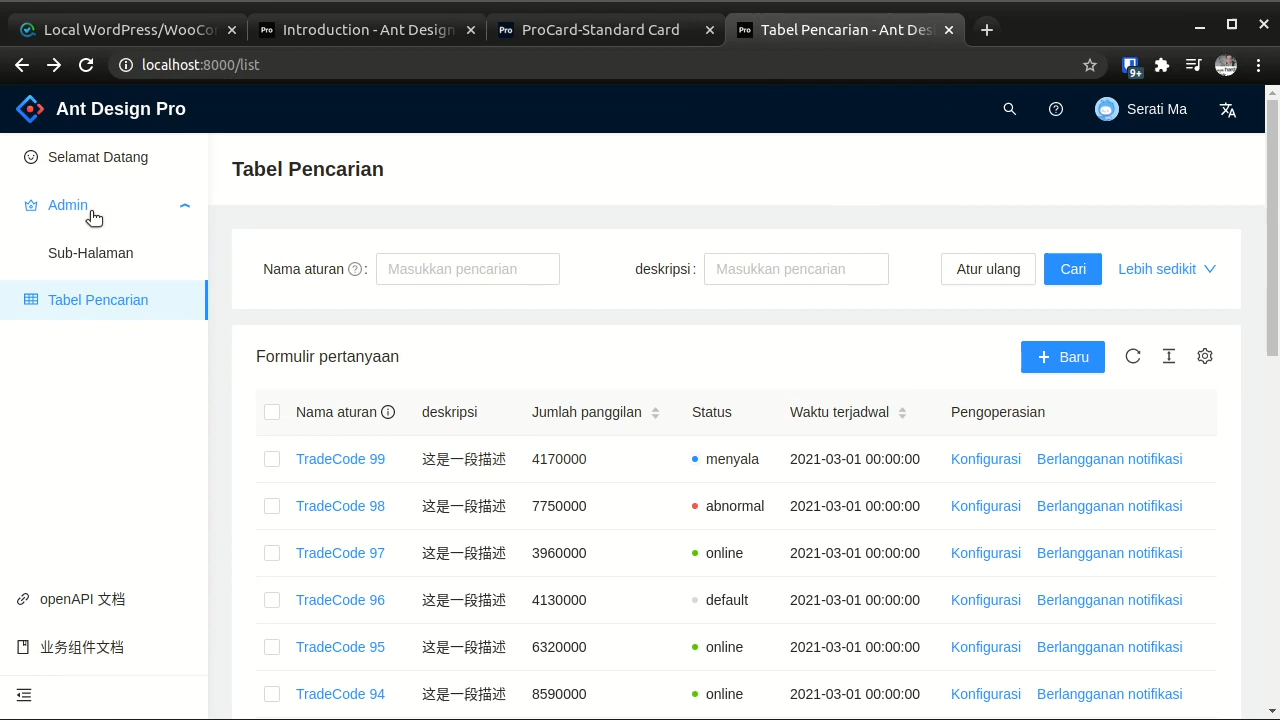 Local WordPress/WooCo
Introduction - Ant Design
ProCard-Standard Card
Tabel Pencarian - Ant Desi
localhost:8000/list
9+
Ant Design Pro
Serati Ma
Selamat Datang
Admin
Sub-Halaman
Tabel Pencarian
openAPI 文档
业务组件文档
Tabel Pencarian
Nama aturan : Masukkan pencarian deskripsi : Masukkan pencarian Atur ulang Cari Lebih sedikit
Formulir pertanyaan + Baru
Nama aturan deskripsi Jumlah panggilan Status Waktu terjadwal Pengoperasian
TradeCode 99 这是一段描述 4170000 menyala 2021-03-01 00:00:00 Konfigurasi Berlangganan notifikasi
TradeCode 98 这是一段描述 7750000 abnormal 2021-03-01 00:00:00 Konfigurasi Berlangganan notifikasi
TradeCode 97 这是一段描述 3960000 online 2021-03-01 00:00:00 Konfigurasi Berlangganan notifikasi
TradeCode 96 这是一段描述 4130000 default 2021-03-01 00:00:00 Konfigurasi Berlangganan notifikasi
TradeCode 95 这是一段描述 6320000 online 2021-03-01 00:00:00 Konfigurasi Berlangganan notifikasi
TradeCode 94 这是一段描述 8590000 online 2021-03-01 00:00:00 Konfigurasi Berlangganan notifikasi